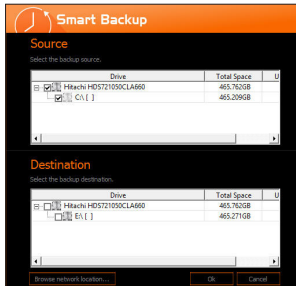 Smart Backup
Source
Select the backup source.
Drive Total Space U
Hitachi HDS721050CLA660 465.762GB
C:\ [ ] 465.209GB
Destination
Select the backup destination.
Drive Total Space U
Hitachi HDS721050CLA660 465.762GB
E:\ [ ] 465.271GB
Browse network location... Ok Cancel